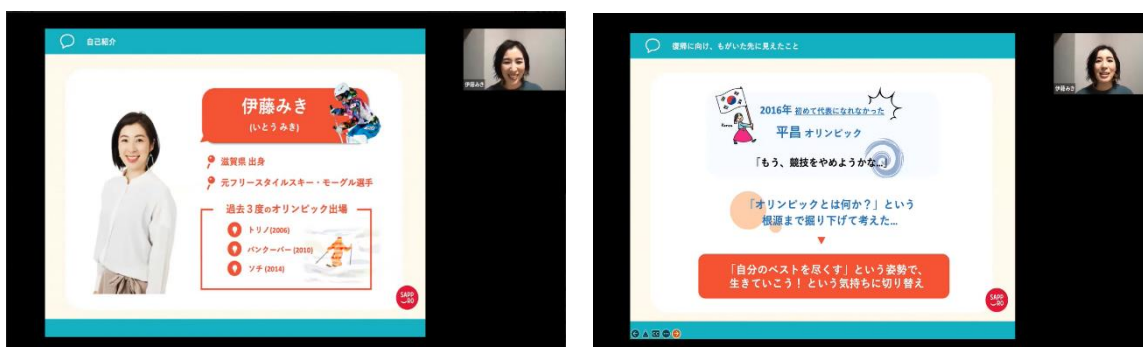 自己紹介
伊藤みき
(いとう みき)
滋賀県 出身
元フリースタイルスキー・モーグル選手
過去3度のオリンピック出場
トリノ(2006)
バンクーバー (2010)
ソチ (2014)
SAPP
RO
伊藤みき
復帰に向け、もがいた先に見えたこと
2016年 初めて代表になれなかった
平昌 オリンピック
「もう、競技をやめようかな…」
「オリンピックとは何か?」という
根源まで掘り下げて考えた…
「自分のベストを尽くす」という姿勢で、
生きていこう! という気持ちに切り替え
SAPP
RO
伊藤みき